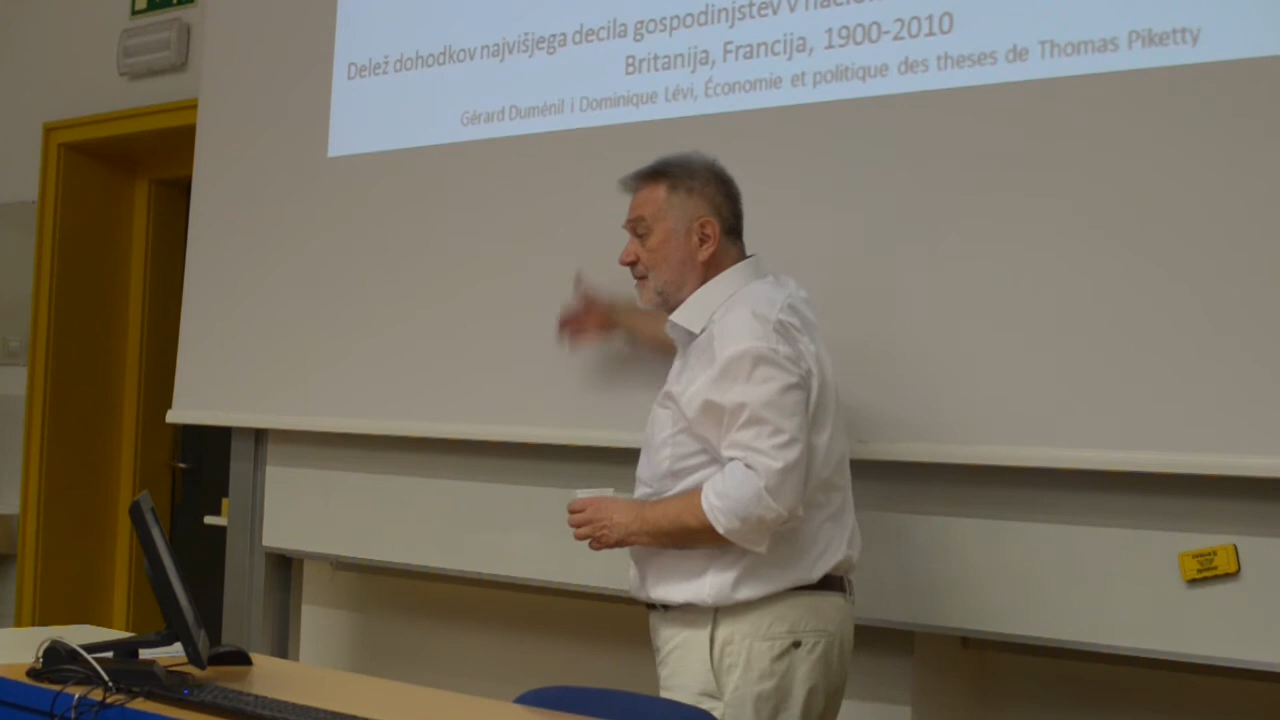 Delež dohodkov najvišjega decila gospodinjstev v
Britanija, Francija, 1900-2010
Gérard Duménil i Dominique Lévi, Économie et politique des theses de Thomas Piketty